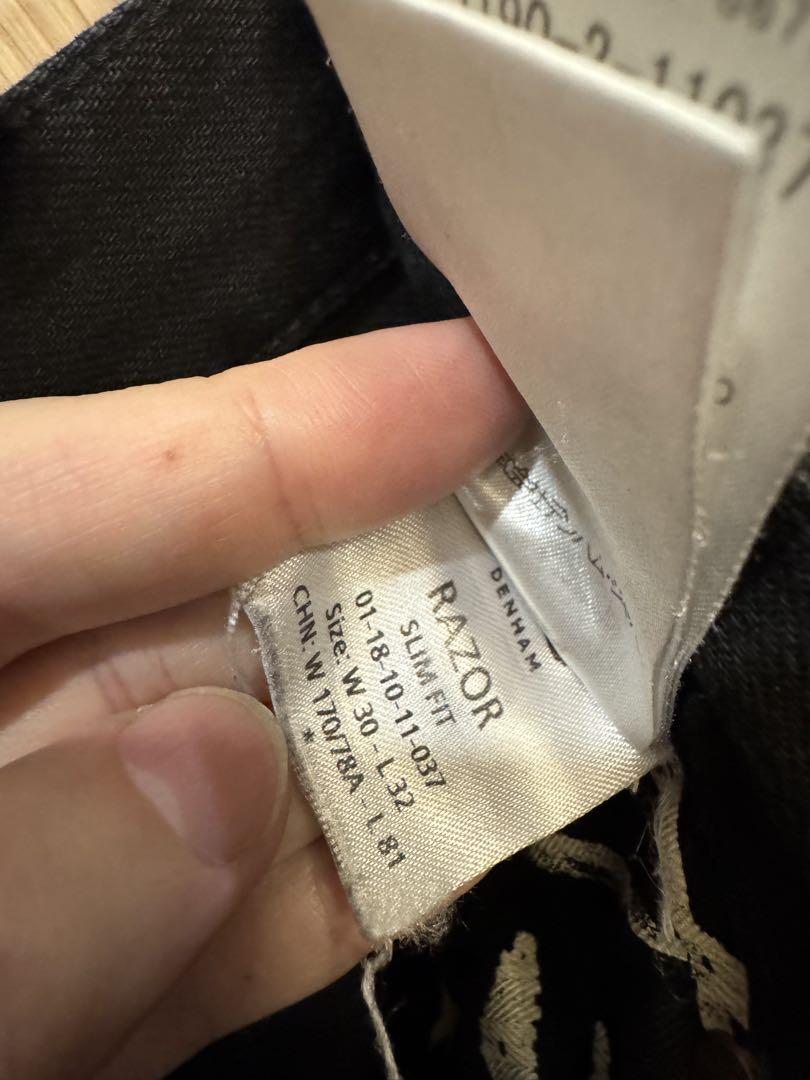 DENHAM
RAZOR
SLIM FIT
01-18-10-11-037
Size: W 30 - L 32
CHN: W 170/78A - L 81
*